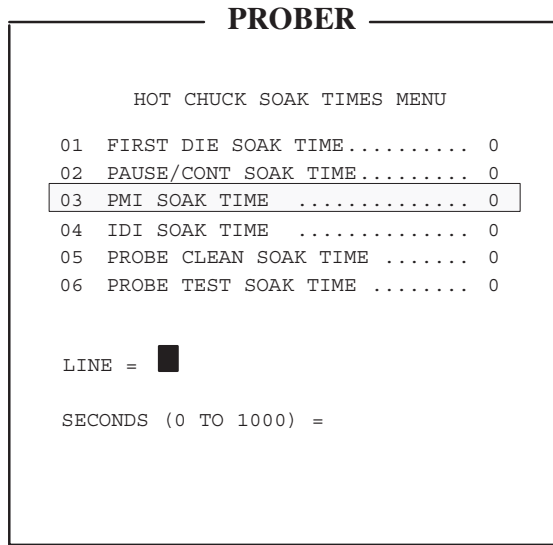 PROBER
HOT CHUCK SOAK TIMES MENU
01 FIRST DIE SOAK TIME.......... 0
02 PAUSE/CONT SOAK TIME......... 0
03 PMI SOAK TIME .............. 0
04 IDI SOAK TIME .............. 0
05 PROBE CLEAN SOAK TIME ....... 0
06 PROBE TEST SOAK TIME ........ 0
LINE =
SECONDS (0 TO 1000) =